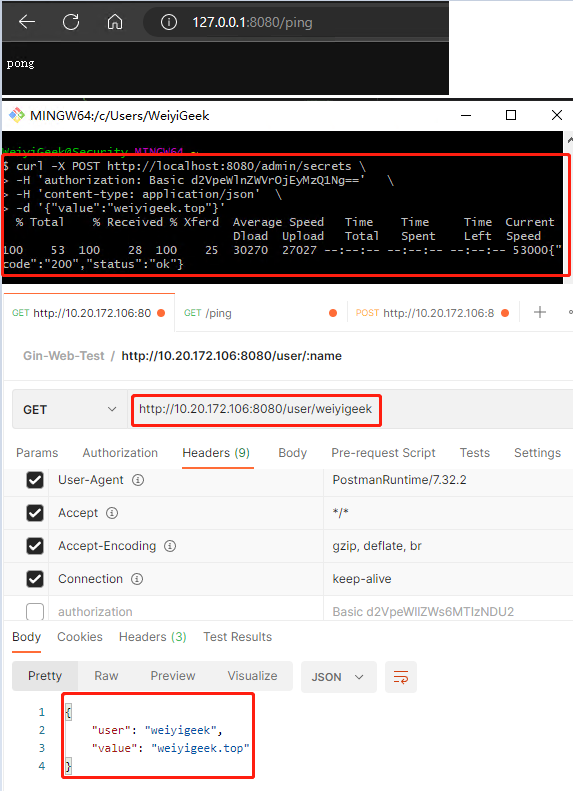 127.0.0.1:8080/ping
pong
MINGW64:/c/Users/WeiyiGeek
WeiyiGeek@Security MINGW64 ~
$ curl -X POST http://localhost:8080/admin/secrets \
> -H 'authorization: Basic d2VpeWlnZWVrOjEyMzQ1Ng==' \
> -H 'content-type: application/json' \
> -d '{"value":"weiyigeek.top"}'
% Total % Received % Xferd Average Speed Time Time Time Current
Dload Upload Total Spent Left Speed
100 53 100 28 100 25 30270 27027 --:--:-- --:--:-- --:--:-- 53000{"
code":"200","status":"ok"}
GET http://10.20.172.106:80 GET /ping POST http://10.20.172.106:8
Gin-Web-Test / http://10.20.172.106:8080/user/:name
GET http://10.20.172.106:8080/user/weiyigeek
Params Authorization Headers (9) Body Pre-request Script Tests Settings
User-Agent PostmanRuntime/7.32.2
Accept */*
Accept-Encoding gzip, deflate, br
Connection keep-alive
authorization Basic d2VpeWllZWs6MTIzNDU2
Body Cookies Headers (3) Test Results
Pretty Raw Preview Visualize JSON
1 {
2 "user": "weiyigeek",
3 "value": "weiyigeek.top"
4 }